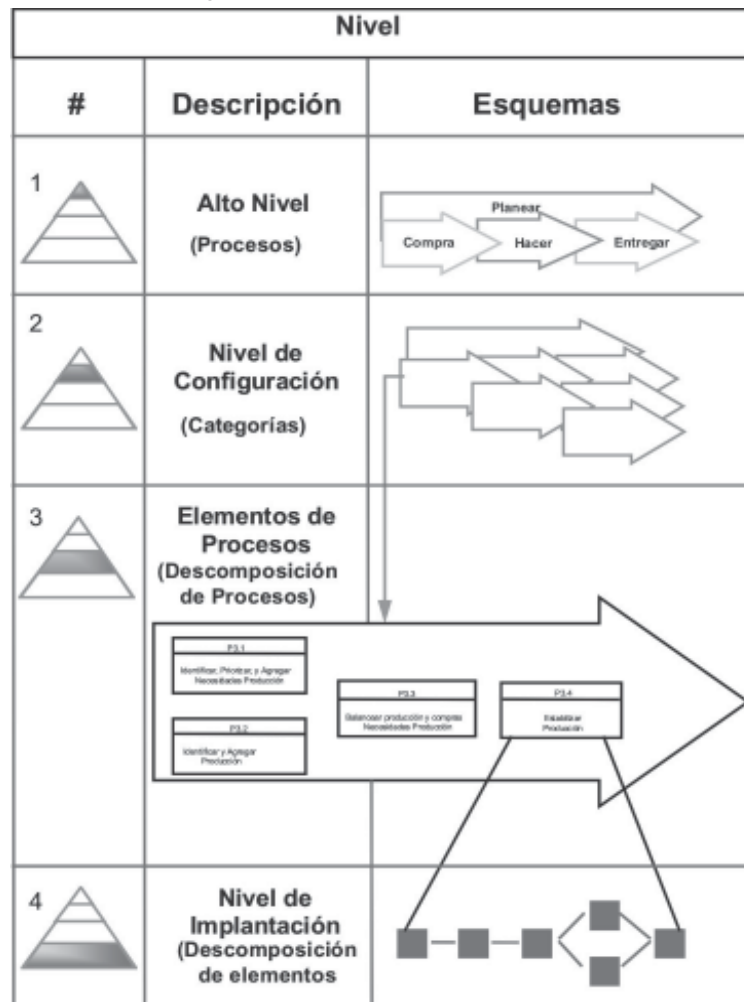 Nivel
# Descripción Esquemas
1
Alto Nivel
(Procesos)
Planear
Compra Hacer Entregar
2
Nivel de
Configuración
(Categorías)
3
Elementos de
Procesos
(Descomposición
de Procesos)
P3.1
Identificar, Priorizar, y Agregar
Necesidades Producción
P3.2
Identificar y Agregar
Producción
P3.3
Balancear producción y compras
Necesidades Producción
P3.4
Establilizar
Producción
4
Nivel de
Implantación
(Descomposición
de elementos